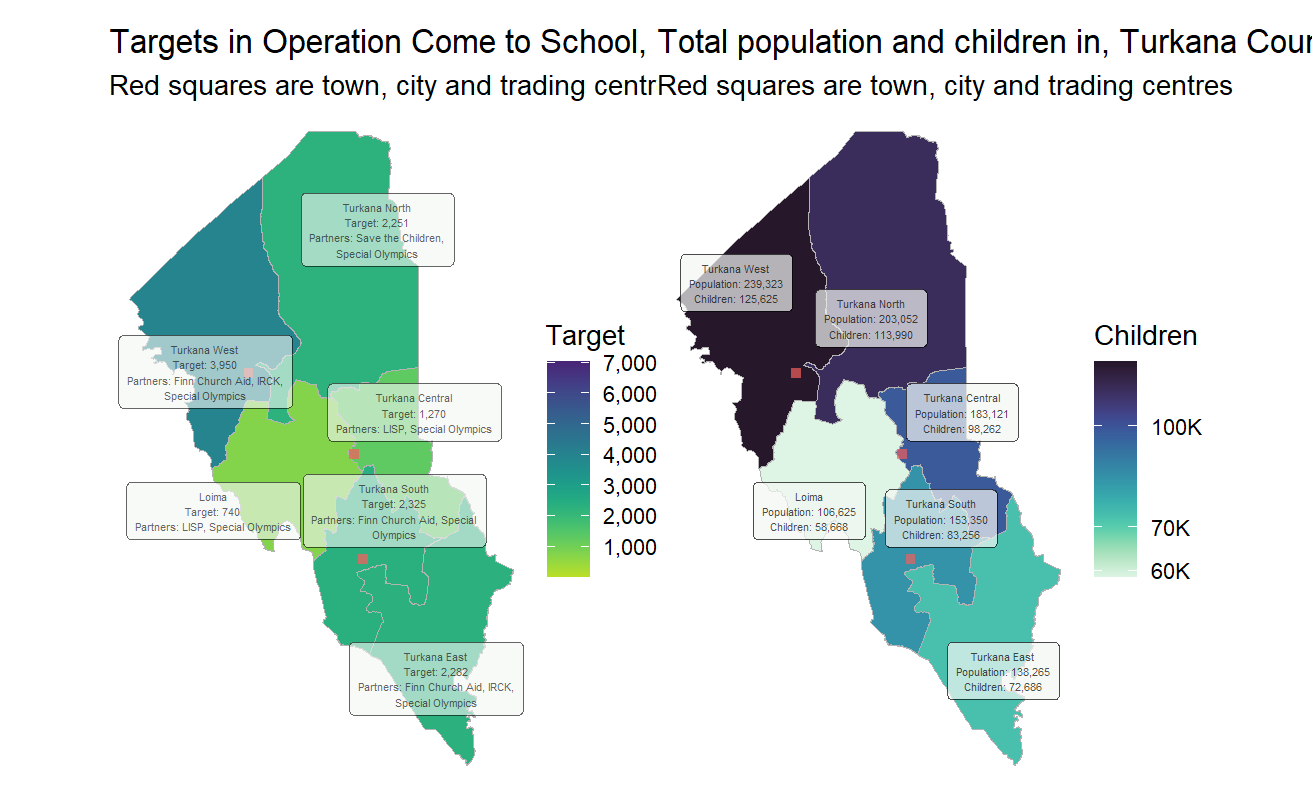 Targets in Operation Come to School, Total population and children in, Turkana Cour
Red squares are town, city and trading centrRed squares are town, city and trading centres
Turkana North
Target: 2,251
Partners: Save the Children,
Special Olympics
Turkana West
Target: 3,950
Partners: Finn Church Aid, IRCK,
Special Olympics
Turkana Central
Target: 1,270
Partners: LISP, Special Olympics
Loima
Target: 740
Partners: LISP, Special Olympics
Turkana South
Target: 2,325
Partners: Finn Church Aid, Special
Olympics
Turkana East
Target: 2,282
Partners: Finn Church Aid, IRCK,
Special Olympics
Target
7,000
6,000
5,000
4,000
3,000
2,000
1,000
Turkana West
Population: 239,323
Children: 125,625
Turkana North
Population: 203,052
Children: 113,990
Turkana Central
Population: 183,121
Children: 98,262
Loima
Population: 106,625
Children: 58,668
Turkana South
Population: 153,350
Children: 83,256
Turkana East
Population: 138,265
Children: 72,686
Children
100K
70K
60K